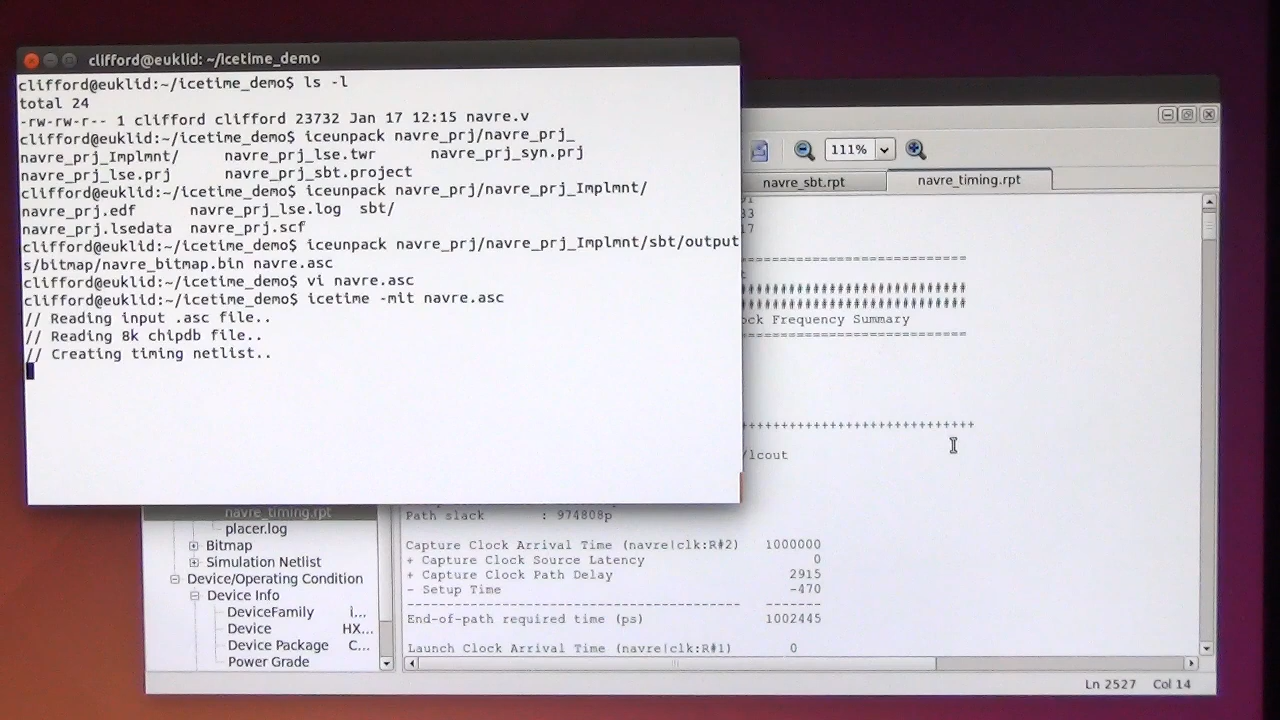 clifford@euklid: ~/icetime_demo
clifford@euklid:~/icetime_demo$ ls -l
total 24
-rw-rw-r-- 1 clifford clifford 23732 Jan 17 12:15 navre.v
clifford@euklid:~/icetime_demo$ iceunpack navre_prj/navre_prj_
navre_prj_Implmnt/ navre_prj_lse.twr navre_prj_syn.prj
navre_prj_lse.prj navre_prj_sbt.project
clifford@euklid:~/icetime_demo$ iceunpack navre_prj/navre_prj_Implmnt/
navre_prj.edf navre_prj_lse.log sbt/
navre_prj.lsedata navre_prj.scf
clifford@euklid:~/icetime_demo$ iceunpack navre_prj/navre_prj_Implmnt/sbt/output
s/bitmap/navre_bitmap.bin navre.asc
clifford@euklid:~/icetime_demo$ vi navre.asc
clifford@euklid:~/icetime_demo$ icetime -mit navre.asc
// Reading input .asc file..
// Reading 8k chipdb file..
// Creating timing netlist..
111%
navre_sbt.rpt
navre_timing.rpt
33
17
==============================
##############################
##############################
ock Frequency Summary
==============================
++++++++++++++++++++++++++++++
/lcout
navre_timing.rpt
placer.log
Bitmap
Simulation Netlist
Device/Operating Condition
Device Info
DeviceFamily i...
Device HX...
Device Package C...
Power Grade
Path slack : 974808p
Capture Clock Arrival Time (navre|clk:R#2) 1000000
+ Capture Clock Source Latency 0
+ Capture Clock Path Delay 2915
- Setup Time -470
------------------------------------------ -------
End-of-path required time (ps) 1002445
Launch Clock Arrival Time (navre|clk:R#1) 0
Ln 2527 Col 14